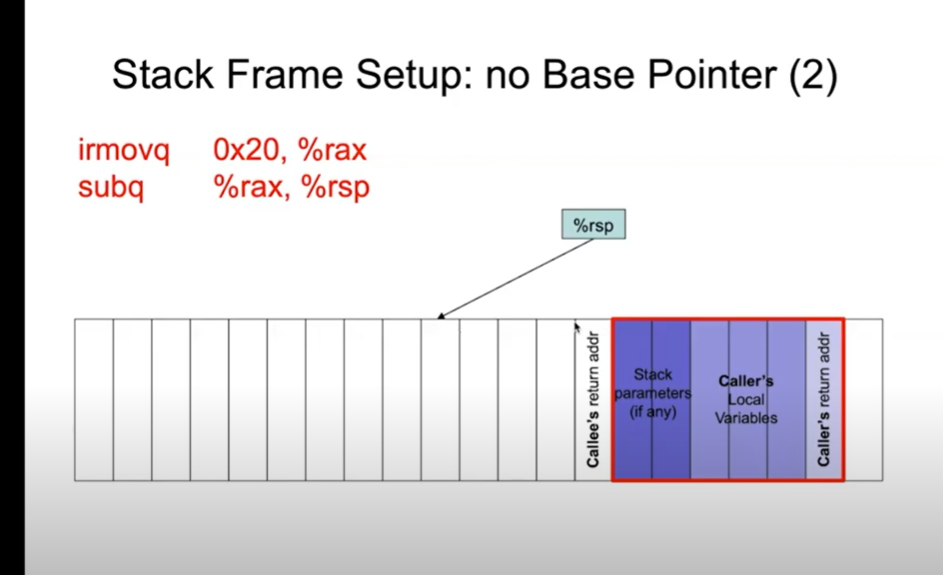 Stack Frame Setup: no Base Pointer (2)
irmovq 0x20, %rax
subq %rax, %rsp
%rsp
Callee's return addr
Stack
parameters
(if any)
Caller's
Local
Variables
Caller's return addr